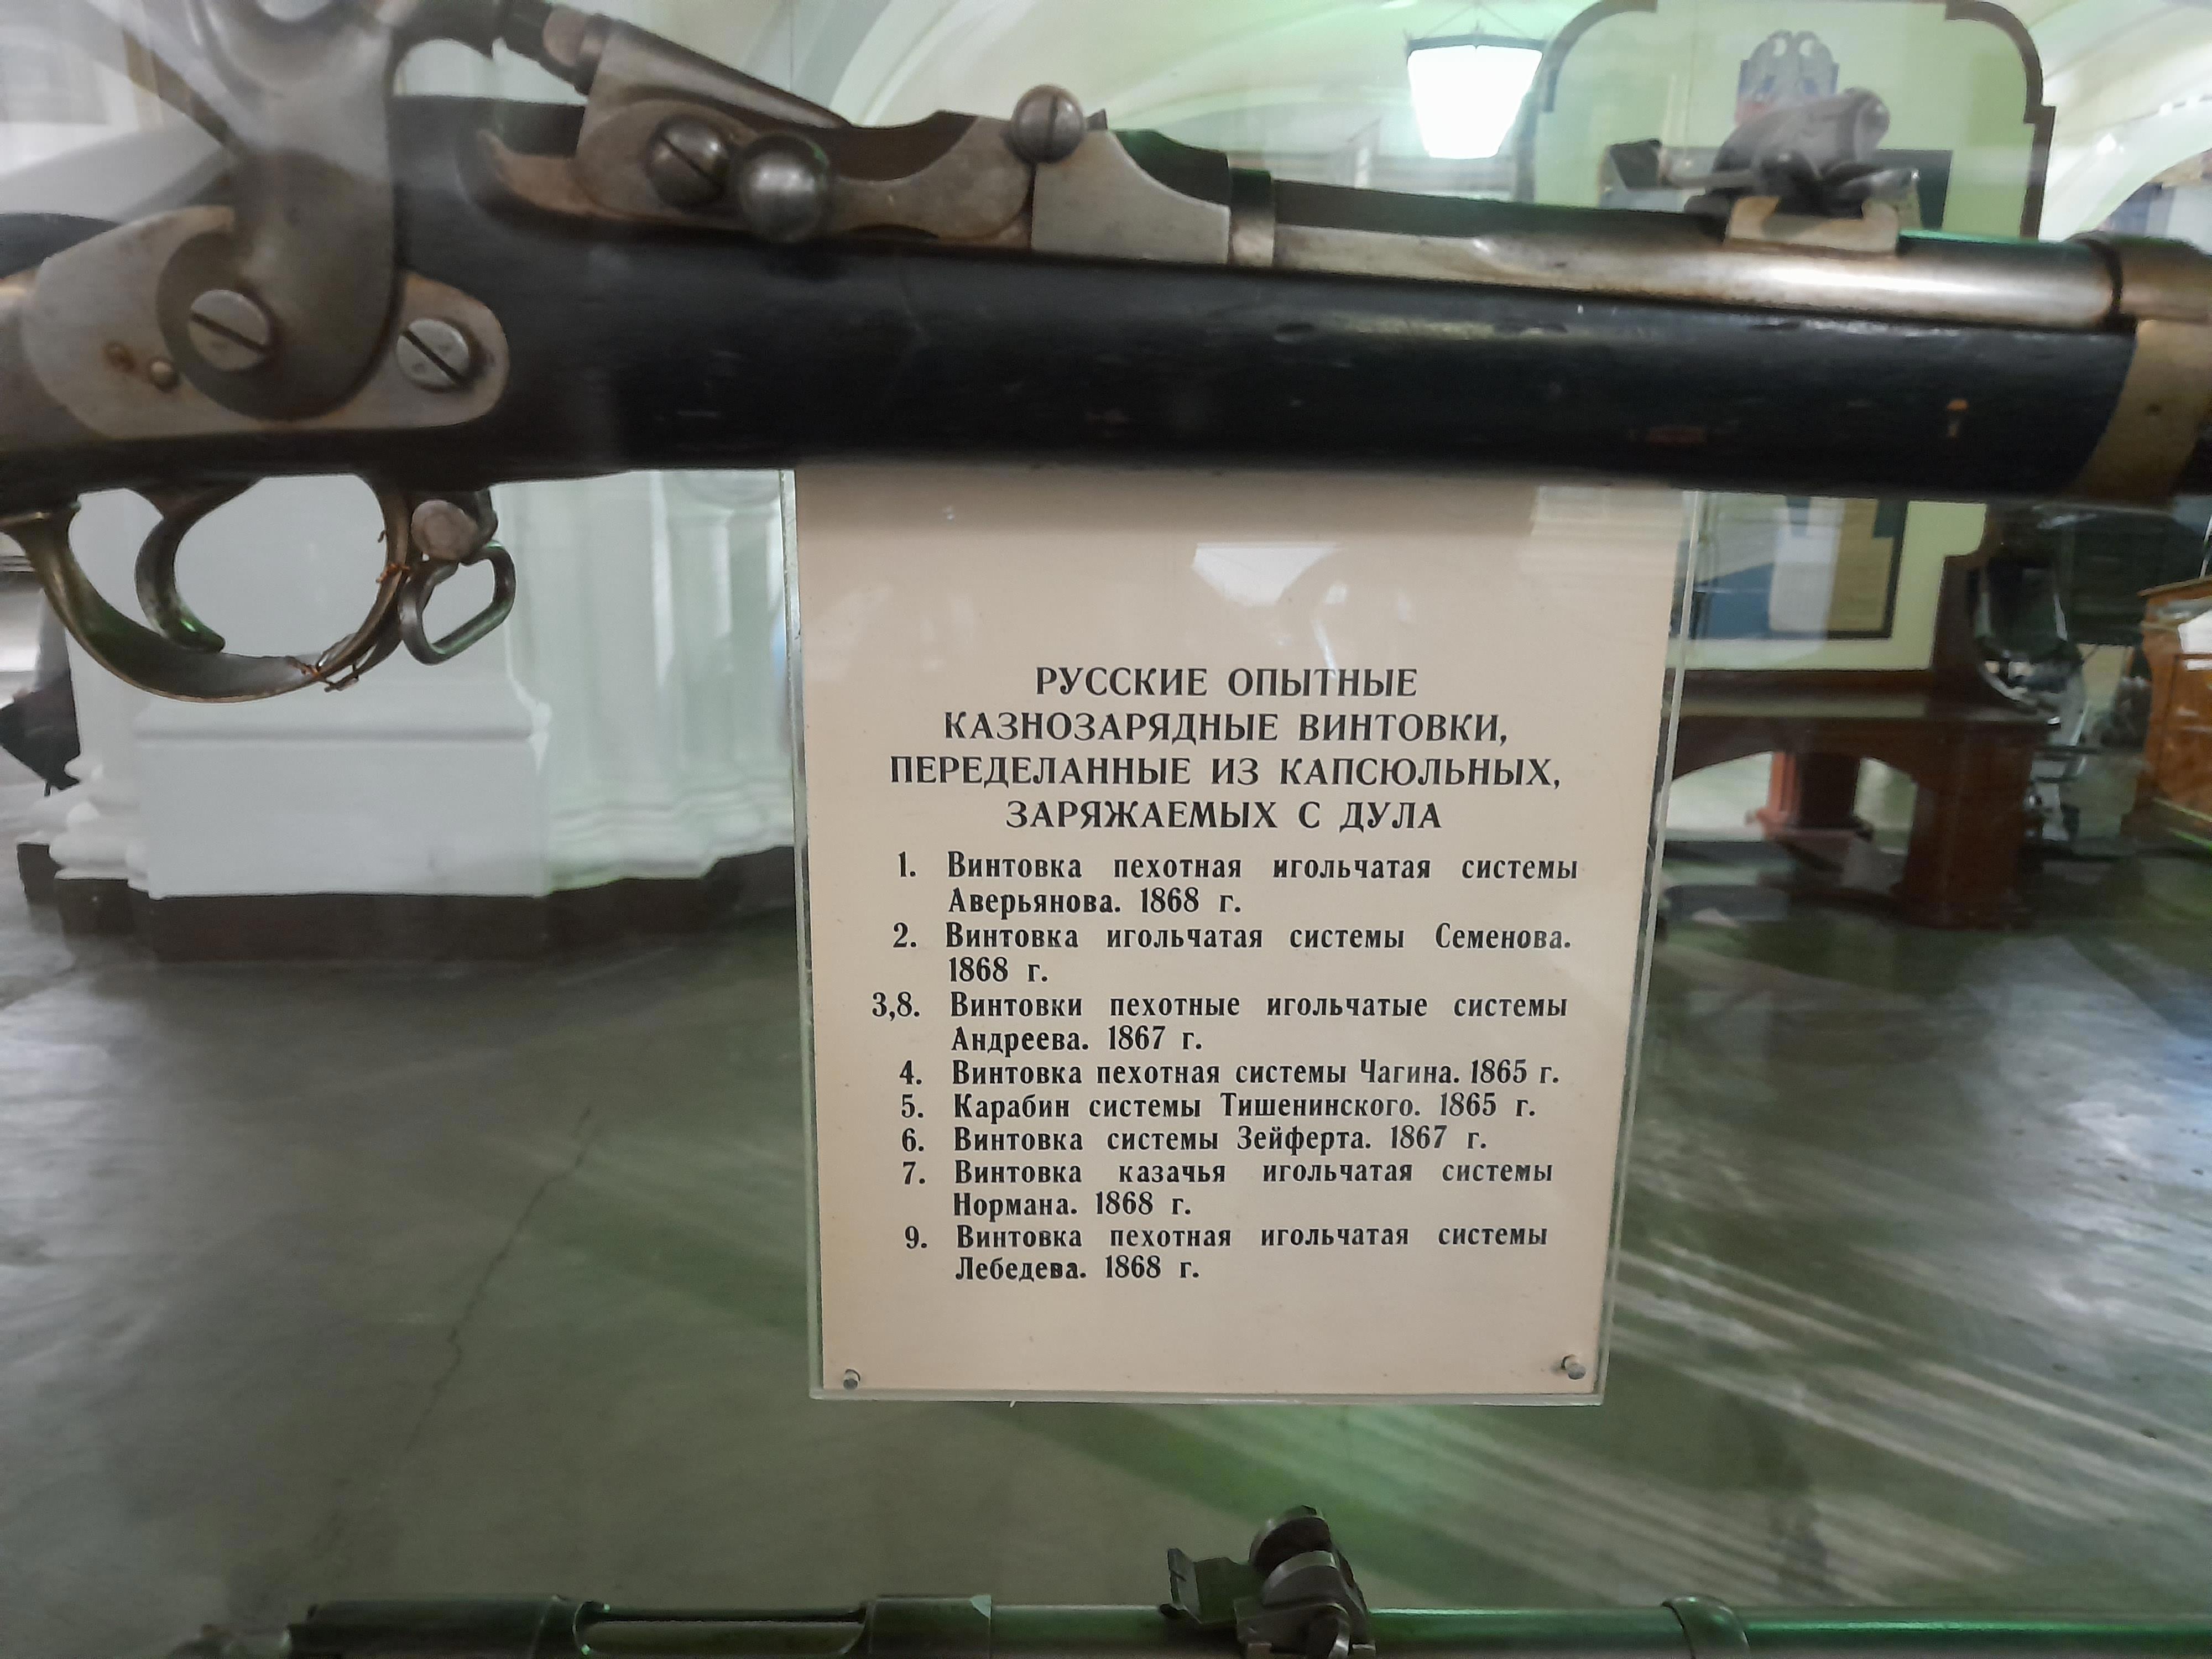 РУССКИЕ ОПЫТНЫЕ
КАЗНОЗАРЯДНЫЕ ВИНТОВКИ,
ПЕРЕДЕЛАННЫЕ ИЗ КАПСЮЛЬНЫХ,
ЗАРЯЖАЕМЫХ С ДУЛА
1. Винтовка пехотная игольчатая системы
Аверьянова. 1868 г.
2. Винтовка игольчатая системы Семенова.
1868 г.
3,8. Винтовки пехотные игольчатые системы
Андреева. 1867 г.
4. Винтовка пехотная системы Чагина. 1865 г.
5. Карабин системы Тишенинского. 1865 г.
6. Винтовка системы Зейферта. 1867 г.
7. Винтовка казачья игольчатая системы
Нормана. 1868 г.
9. Винтовка пехотная игольчатая системы
Лебедева. 1868 г.